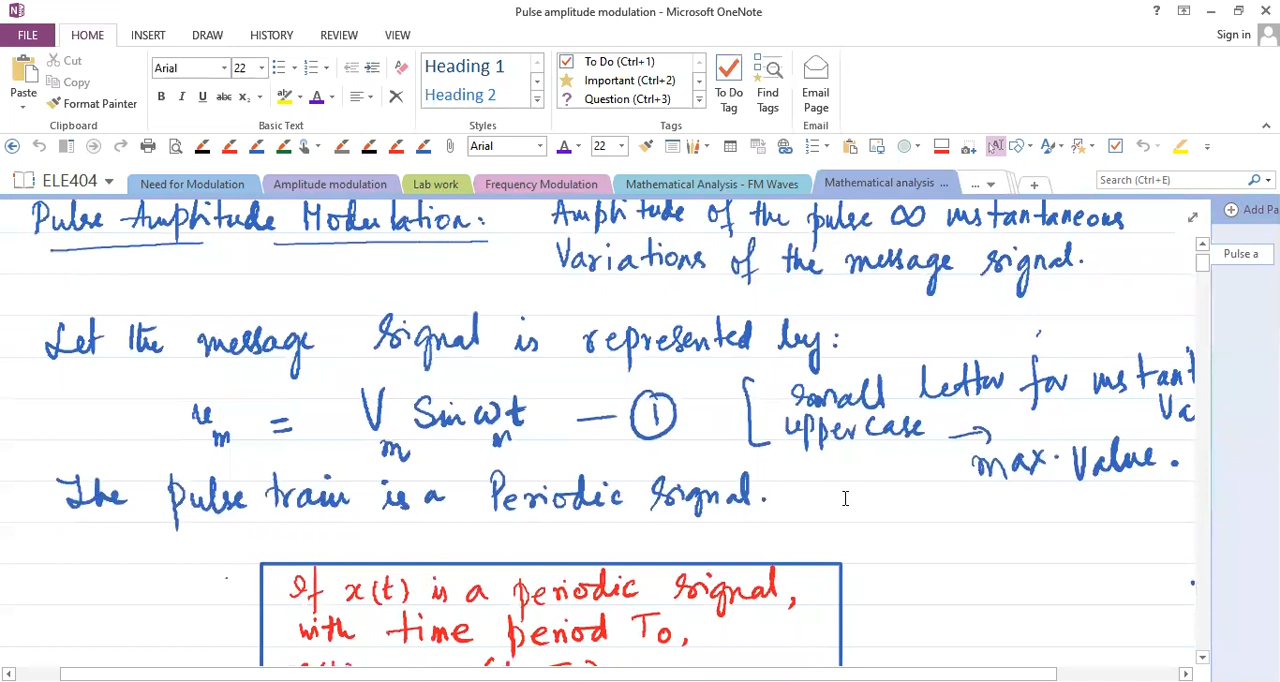 Pulse amplitude modulation - Microsoft OneNote
FILE HOME INSERT DRAW HISTORY REVIEW VIEW
Sign in
Paste
Cut
Copy
Format Painter
Clipboard
Arial 22
B I U abc x₂ A
Basic Text
Heading 1
Heading 2
Styles
To Do (Ctrl+1)
Important (Ctrl+2)
Question (Ctrl+3)
Tags
To Do Tag
Find Tags
Email Page
Email
Arial A 22
ELE404
Need for Modulation
Amplitude modulation
Lab work
Frequency Modulation
Mathematical Analysis - FM Waves
Mathematical analysis ...
...
Search (Ctrl+E)
Add Pa
Pulse a
Pulse Amplitude Modulation: Amplitude of the pulse ∝ instantaneous
Variations of the message signal.
Let the message signal is represented by:
v_m = V_m Sin ω_m t — ① [ small letter for instant
Va
uppercase → max. Value.
The pulse train is a Periodic Signal.
If x(t) is a periodic signal,
with time period To,